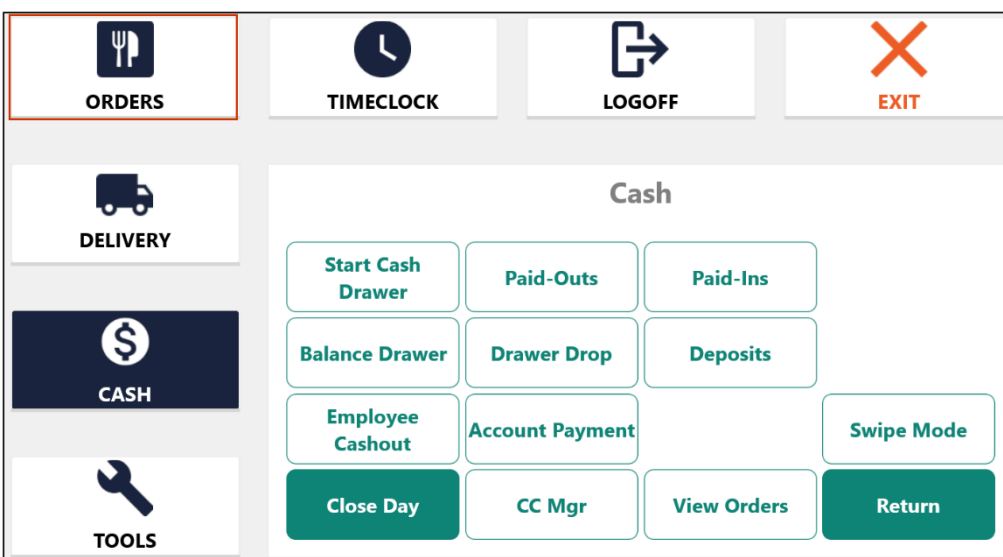 ORDERS
TIMECLOCK
LOGOFF
EXIT
DELIVERY
CASH
TOOLS
Cash
Start Cash
Drawer
Paid-Outs
Paid-Ins
Balance Drawer
Drawer Drop
Deposits
Employee
Cashout
Account Payment
Swipe Mode
Close Day
CC Mgr
View Orders
Return